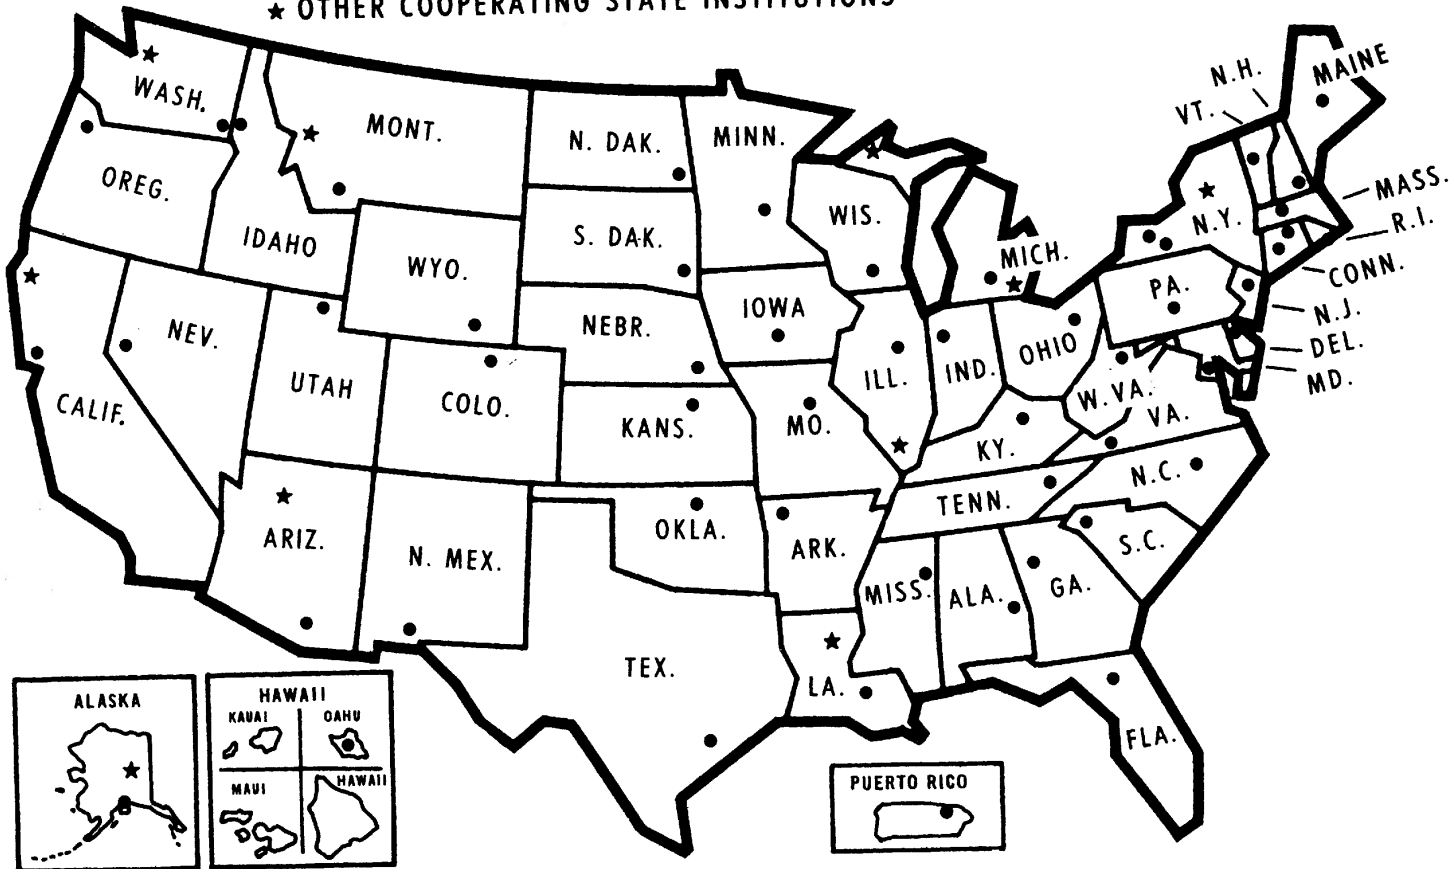 ★ OTHER COOPERATING STATE INSTITUTIONS
MAINE
N.H.
VT.
WASH.
MONT.
N. DAK.
MINN.
OREG.
MASS.
R.I.
IDAHO
WYO.
S. DAK.
WIS.
MICH.
N.Y.
CONN.
NEV.
NEBR.
IOWA
PA.
N.J.
DEL.
MD.
UTAH
COLO.
KANS.
MO.
ILL.
IND.
OHIO
W. VA.
VA.
CALIF.
KY.
N.C.
TENN.
ARIZ.
N. MEX.
OKLA.
ARK.
S.C.
MISS.
ALA.
GA.
TEX.
LA.
FLA.
ALASKA
HAWAII
KAUAI
OAHU
MAUI
HAWAII
PUERTO RICO